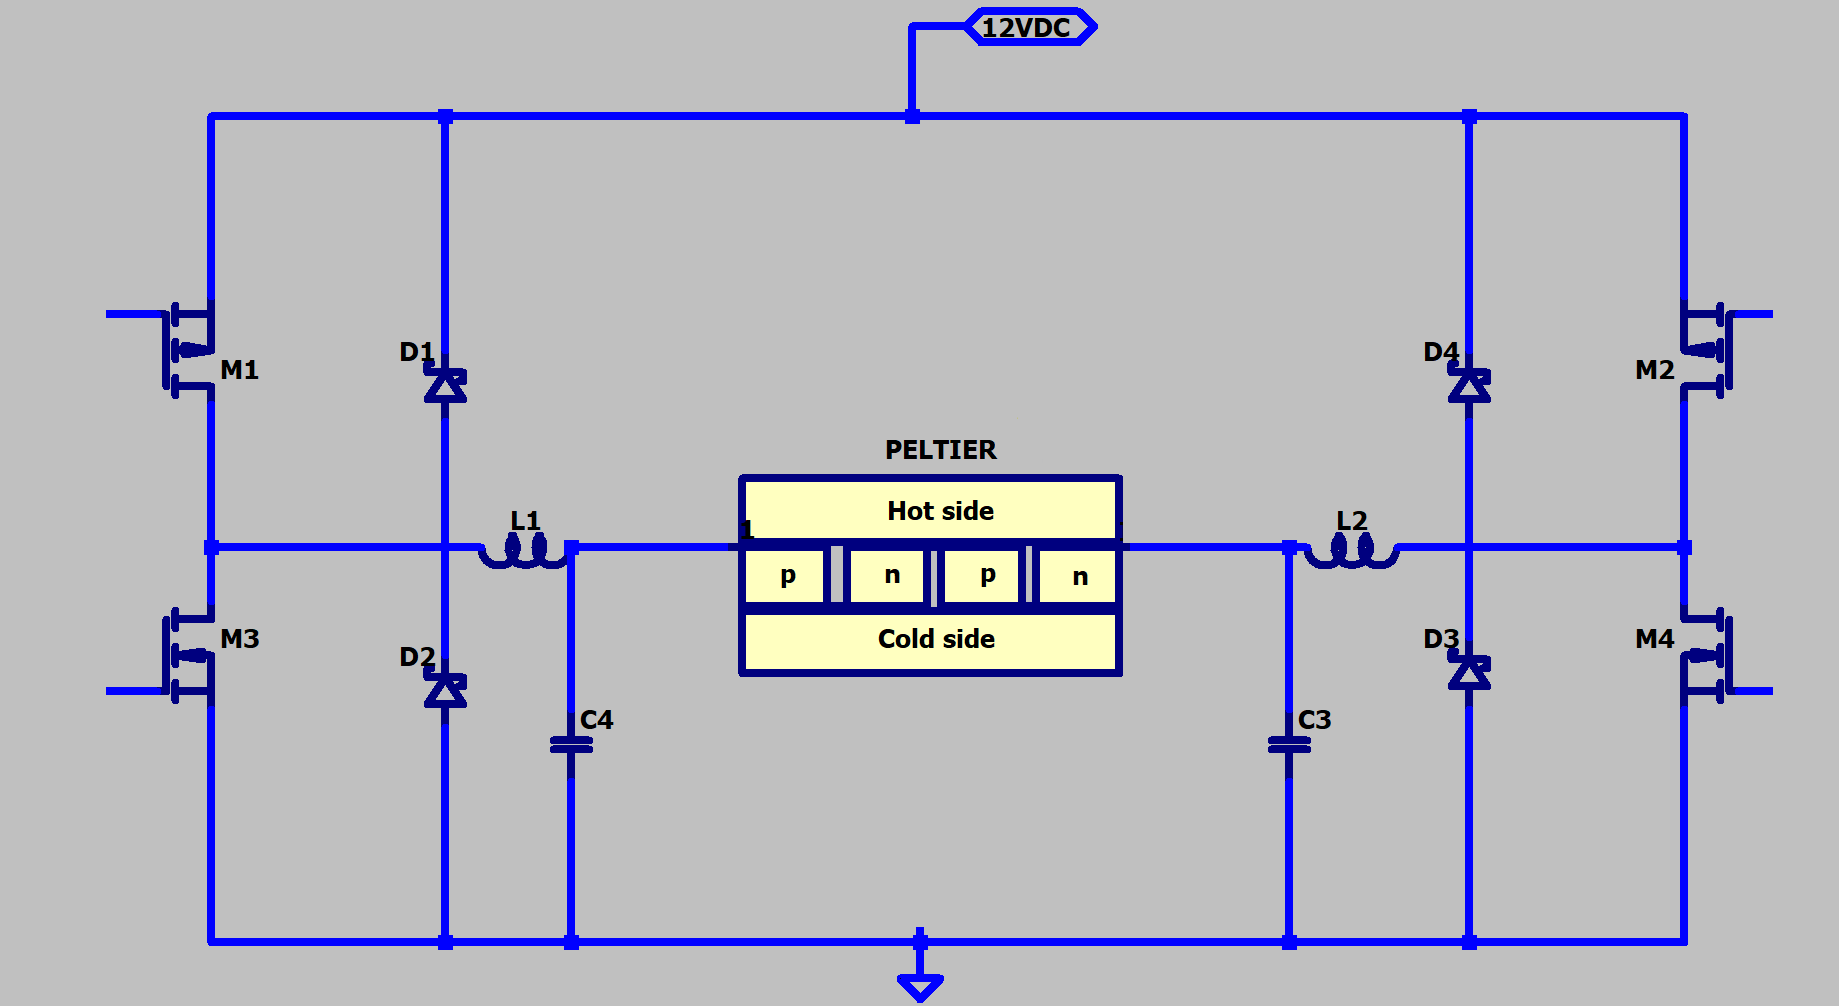 12VDC
D1
D4
M1
M2
PELTIER
Hot side
1
L1
L2
p
n
p
n
Cold side
M3
D2
D3
M4
C4
C3